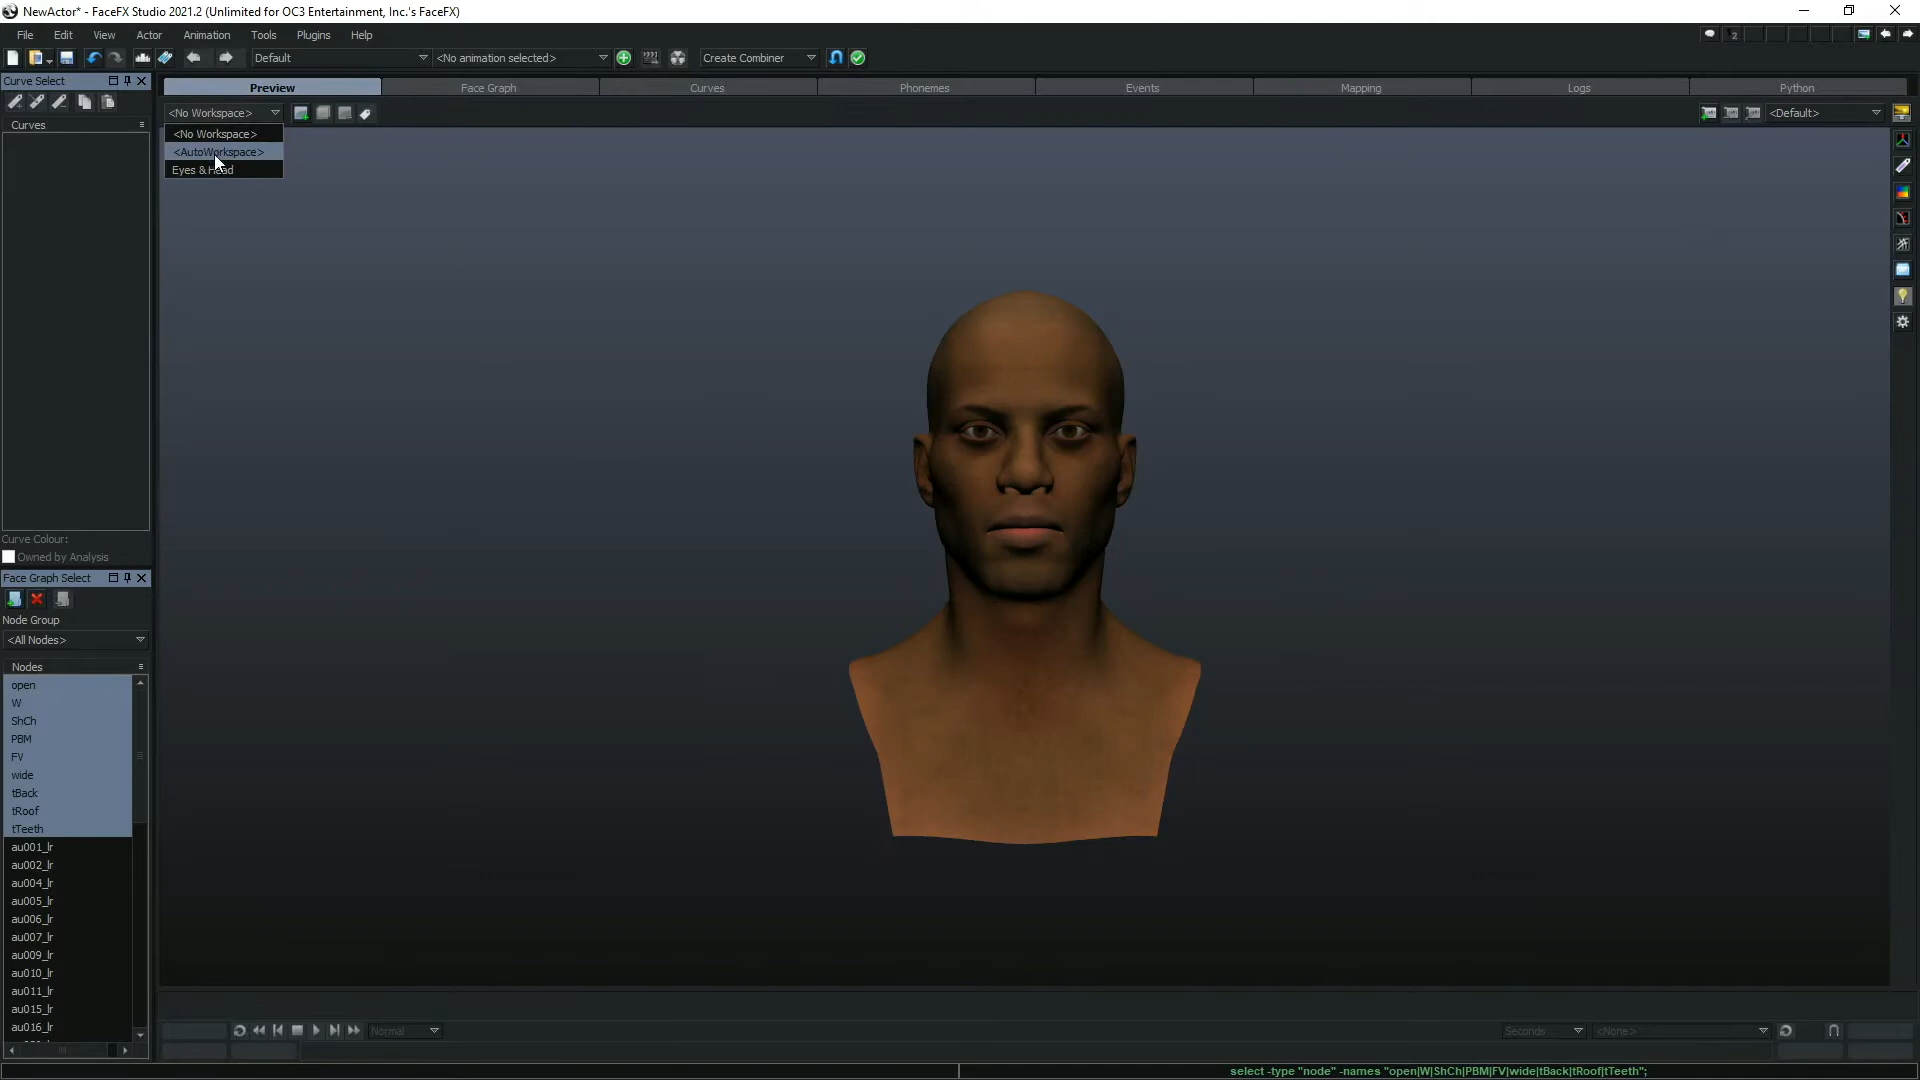 NewActor* - FaceFX Studio 2021.2 (Unlimited for OC3 Entertainment, Inc.'s FaceFX)
File Edit View Actor Animation Tools Plugins Help
Default <No animation selected> Create Combiner
Curve Select
Preview Face Graph Curves Phonemes Events Mapping Logs Python
<No Workspace> <Default>
Curves
<No Workspace>
<AutoWorkspace>
Eyes & Head
Curve Colour:
Owned by Analysis
Face Graph Select
Node Group
<All Nodes>
Nodes
open
W
ShCh
PBM
FV
wide
tBack
tRoof
tTeeth
au001_lr
au002_lr
au004_lr
au005_lr
au006_lr
au007_lr
au009_lr
au010_lr
au011_lr
au015_lr
au016_lr
Normal Seconds <None>
select -type "node" -names "open|W|ShCh|PBM|FV|wide|tBack|tRoof|tTeeth";